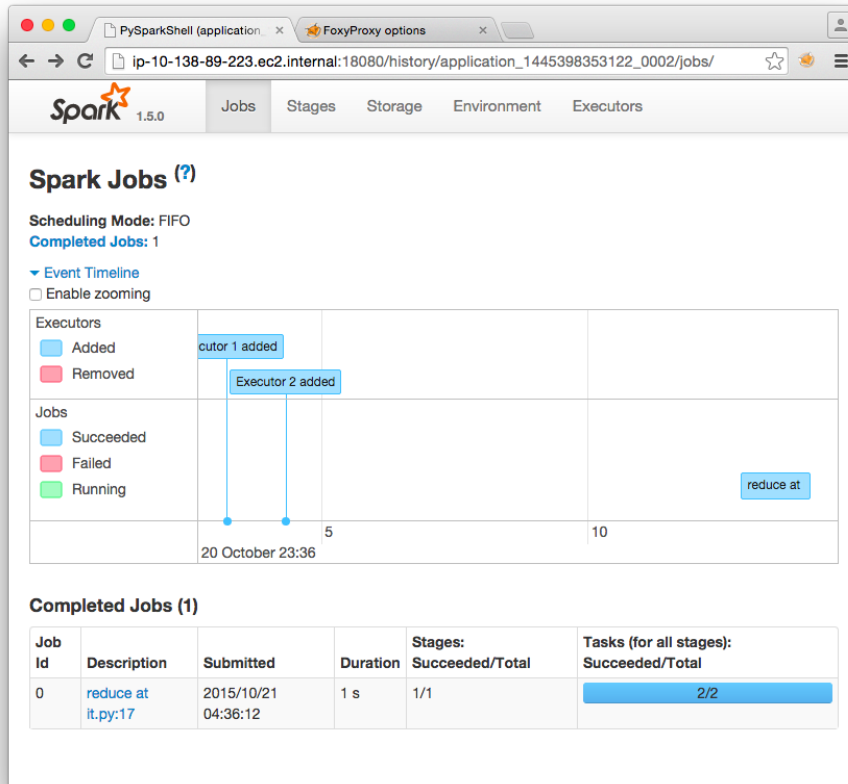 PySparkShell (application_
FoxyProxy options
ip-10-138-89-223.ec2.internal:18080/history/application_1445398353122_0002/jobs/
Spark 1.5.0
Jobs Stages Storage Environment Executors
Spark Jobs (?)
Scheduling Mode: FIFO
Completed Jobs: 1
Event Timeline
Enable zooming
Executors
Added
Removed
cutor 1 added
Executor 2 added
Jobs
Succeeded
Failed
Running
reduce at
5 10
20 October 23:36
Completed Jobs (1)
Job Id Description Submitted Duration Stages: Succeeded/Total Tasks (for all stages): Succeeded/Total
0 reduce at it.py:17 2015/10/21 04:36:12 1 s 1/1 2/2